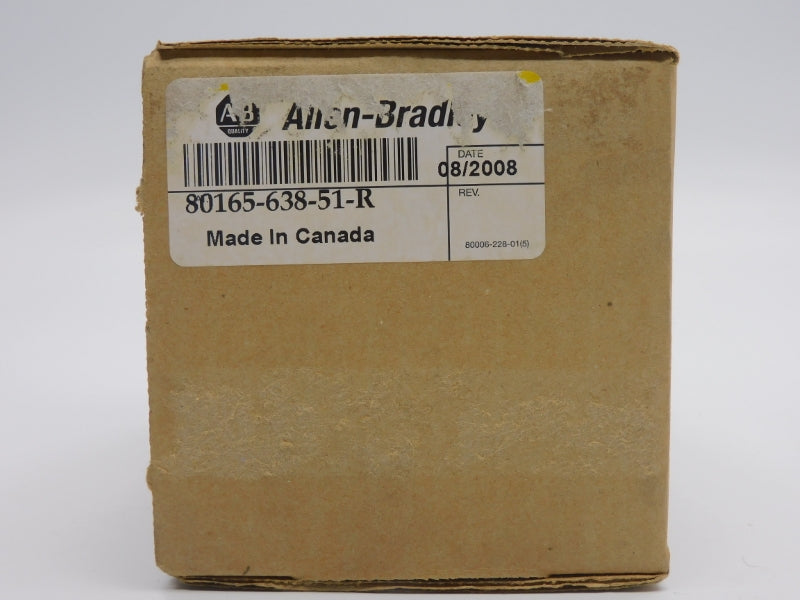 AB QUALITY Allen-Bradley
DATE
08/2008
80165-638-51-R
REV.
Made In Canada
80006-228-01(5)